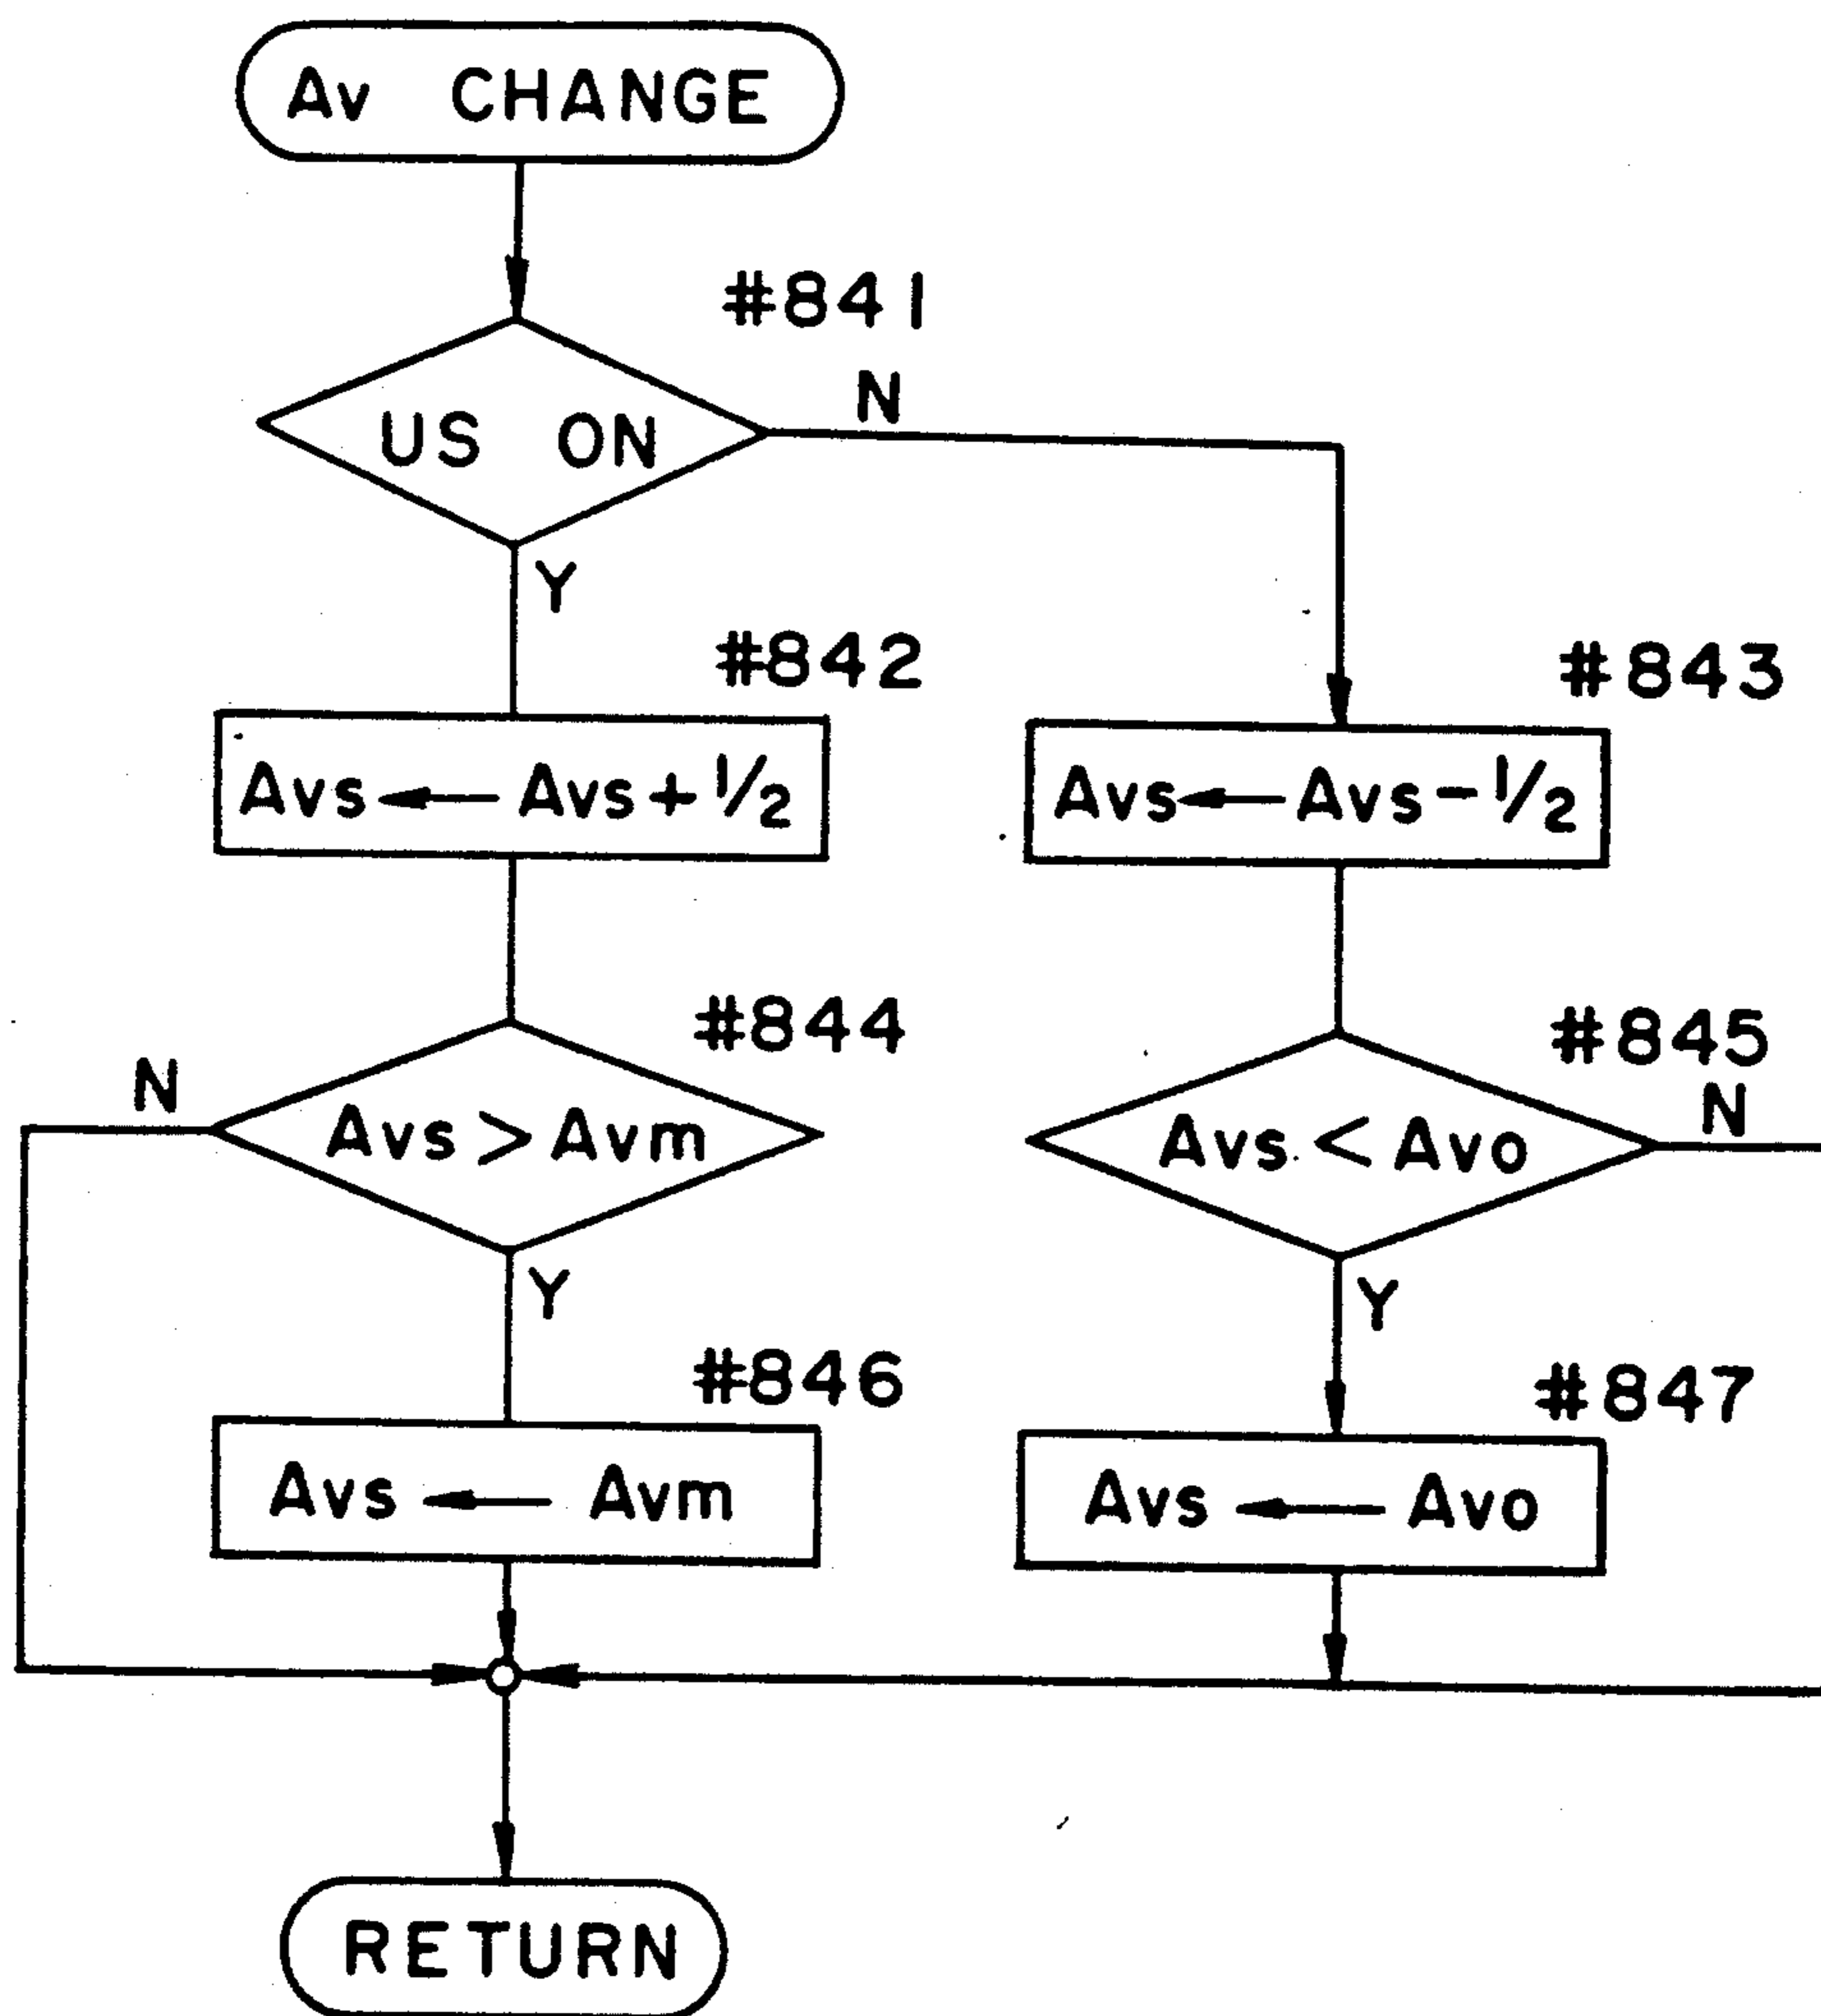 Av CHANGE
#841
US ON
N
Y
#842
#843
Avs ← Avs + 1/2
Avs ← Avs - 1/2
#844
#845
N
Avs > Avm
Avs < Avo
N
Y
Y
#846
#847
Avs ← Avm
Avs ← Avo
RETURN